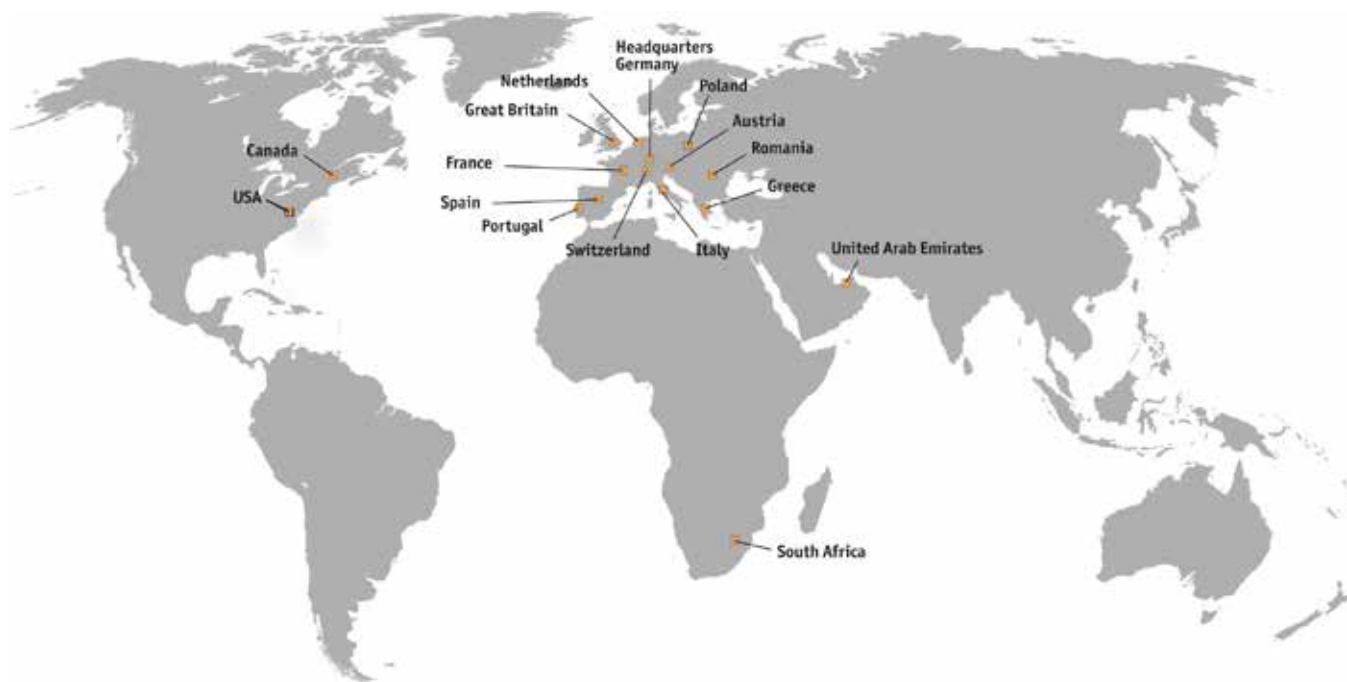 Headquarters
Germany
Netherlands
Poland
Great Britain
Austria
Canada
Romania
France
Greece
USA
Spain
Portugal
Switzerland
Italy
United Arab Emirates
South Africa